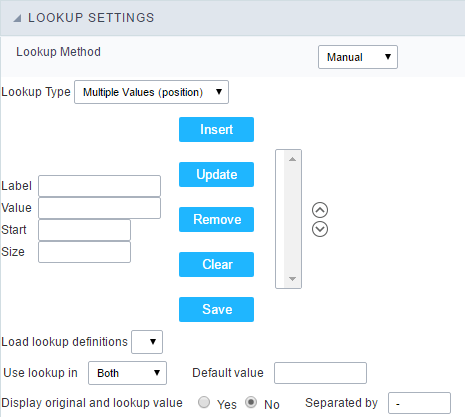 LOOKUP SETTINGS
Lookup Method Manual
Lookup Type Multiple Values (position)
Insert
Update
Label
Value Remove
Start
Size Clear
Save
Load lookup definitions
Use lookup in Both Default value
Display original and lookup value Yes No Separated by -